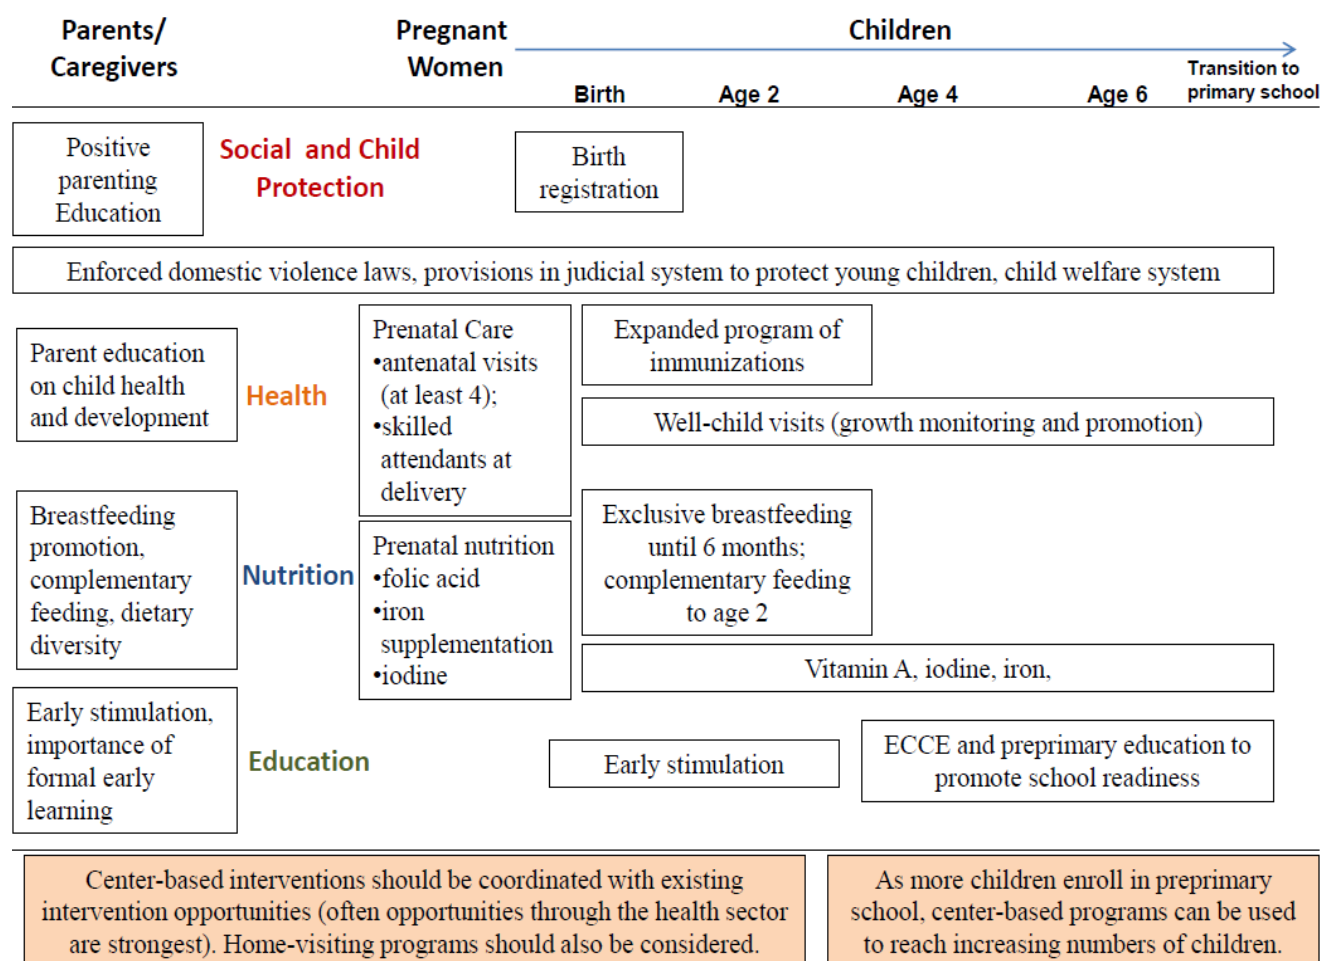 Parents/
Caregivers
Pregnant
Women
Children
Birth
Age 2
Age 4
Age 6
Transition to
primary school
Positive
parenting
Education
Social and Child
Protection
Birth
registration
Enforced domestic violence laws, provisions in judicial system to protect young children, child welfare system
Parent education
on child health
and development
Health
Prenatal Care
•antenatal visits
(at least 4);
•skilled
attendants at
delivery
Expanded program of
immunizations
Well-child visits (growth monitoring and promotion)
Breastfeeding
promotion,
complementary
feeding, dietary
diversity
Nutrition
Prenatal nutrition
•folic acid
•iron
supplementation
•iodine
Exclusive breastfeeding
until 6 months;
complementary feeding
to age 2
Vitamin A, iodine, iron,
Early stimulation,
importance of
formal early
learning
Education
Early stimulation
ECCE and preprimary education to
promote school readiness
Center-based interventions should be coordinated with existing
intervention opportunities (often opportunities through the health sector
are strongest). Home-visiting programs should also be considered.
As more children enroll in preprimary
school, center-based programs can be used
to reach increasing numbers of children.